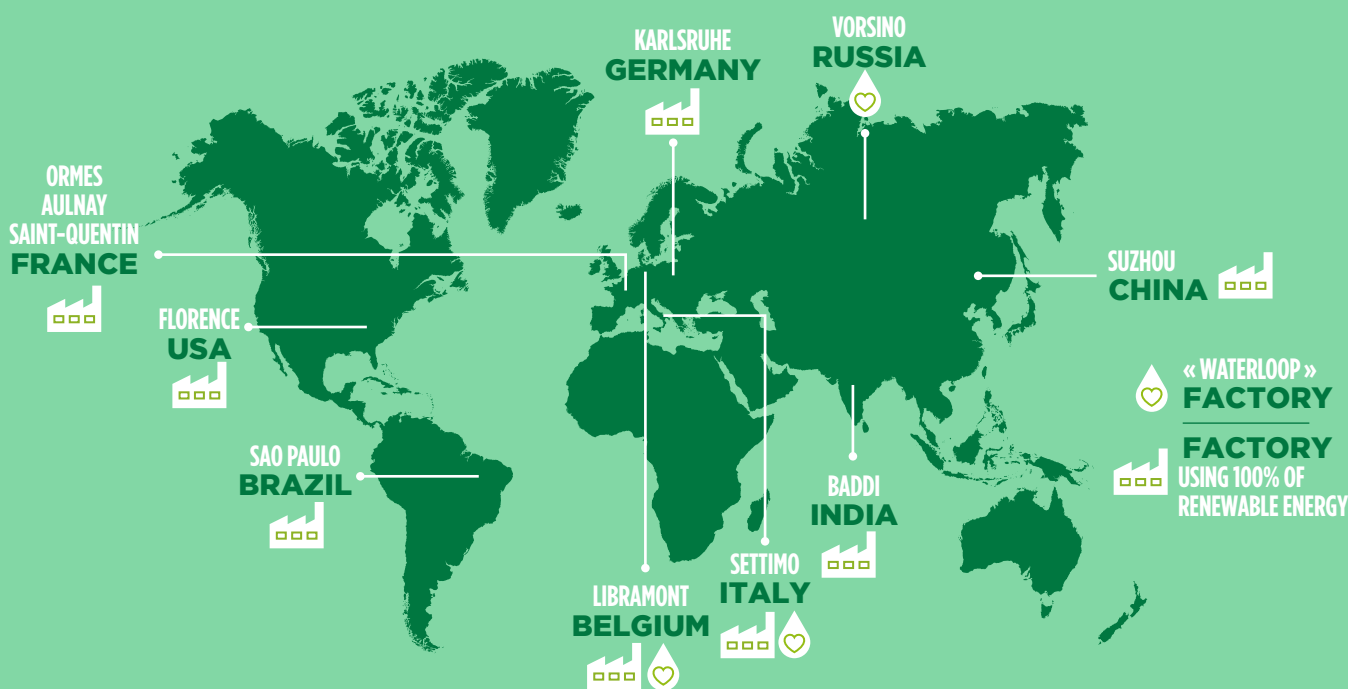 KARLSRUHE
GERMANY
VORSINO
RUSSIA
ORMES
AULNAY
SAINT-QUENTIN
FRANCE
FLORENCE
USA
SAO PAULO
BRAZIL
LIBRAMONT
BELGIUM
SETTIMO
ITALY
BADDI
INDIA
SUZHOU
CHINA
« WATERLOOP »
FACTORY
FACTORY
USING 100% OF
RENEWABLE ENERGY